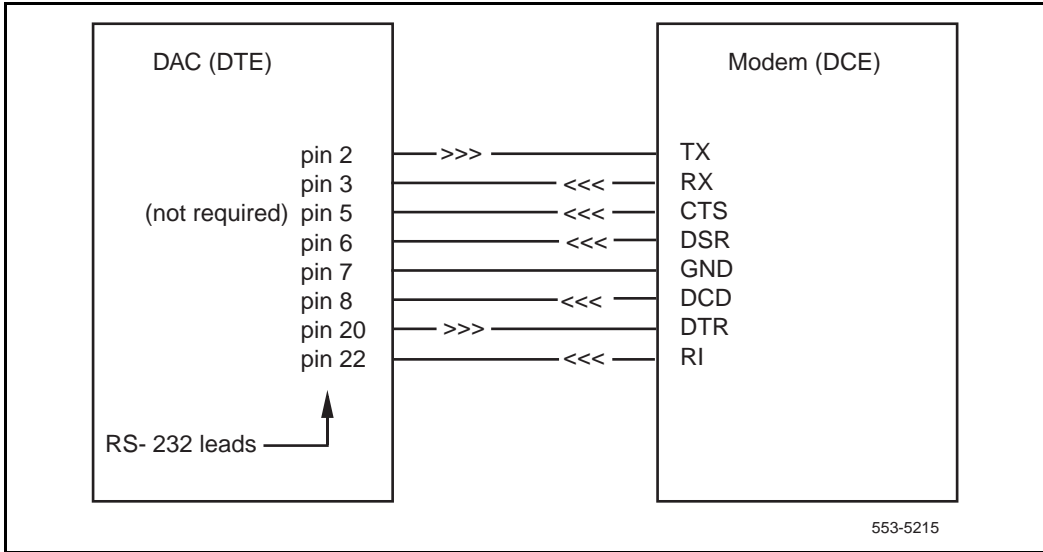 DAC (DTE)
Modem (DCE)
pin 2 >>> TX
pin 3 <<< RX
(not required) pin 5 <<< CTS
pin 6 <<< DSR
pin 7 GND
pin 8 <<< DCD
pin 20 >>> DTR
pin 22 <<< RI
RS- 232 leads
553-5215